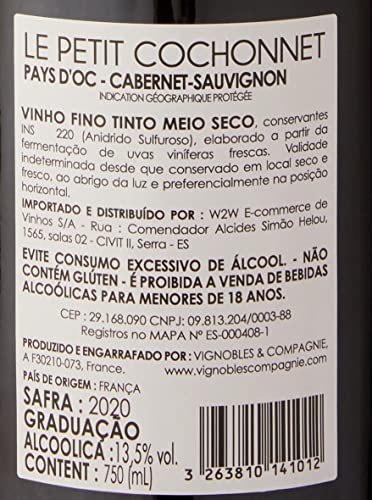 LE PETIT COCHONNET
PAYS D'OC - CABERNET-SAUVIGNON
INDICATION GÉOGRAPHIQUE PROTÉGÉE
VINHO FINO TINTO MEIO SECO, conservantes
INS 220 (Anidrido Sulfuroso), elaborado a partir da
fermentação de uvas viníferas frescas. Validade
indeterminada desde que conservado em local seco e
fresco, ao abrigo da luz e preferencialmente na posição
horizontal.
IMPORTADO E DISTRIBUÍDO POR : W2W E-commerce de
Vinhos S/A - Rua : Comendador Alcides Simão Helou,
1565, salas 02 - CIVIT II, Serra - ES
EVITE CONSUMO EXCESSIVO DE ÁLCOOL. - NÃO
CONTÉM GLÚTEN - É PROIBIDO A VENDA DE BEBIDAS
ALCOÓLICAS PARA MENORES DE 18 ANOS.
CEP : 29.168.090 CNPJ: 09.813.204/0003-88
Registros no MAPA Nº ES-000408-1
PRODUZIDO E ENGARRAFADO POR : VIGNOBLES & COMPAGNIE,
A F30210-073, France. www.vignoblescompagnie.com
PAÍS DE ORIGEM : FRANÇA
SAFRA : 2020
GRADUAÇÃO
ALCOOLICA :13,5% vol.
CONTENT : 750 (mL)
3 263810 141012